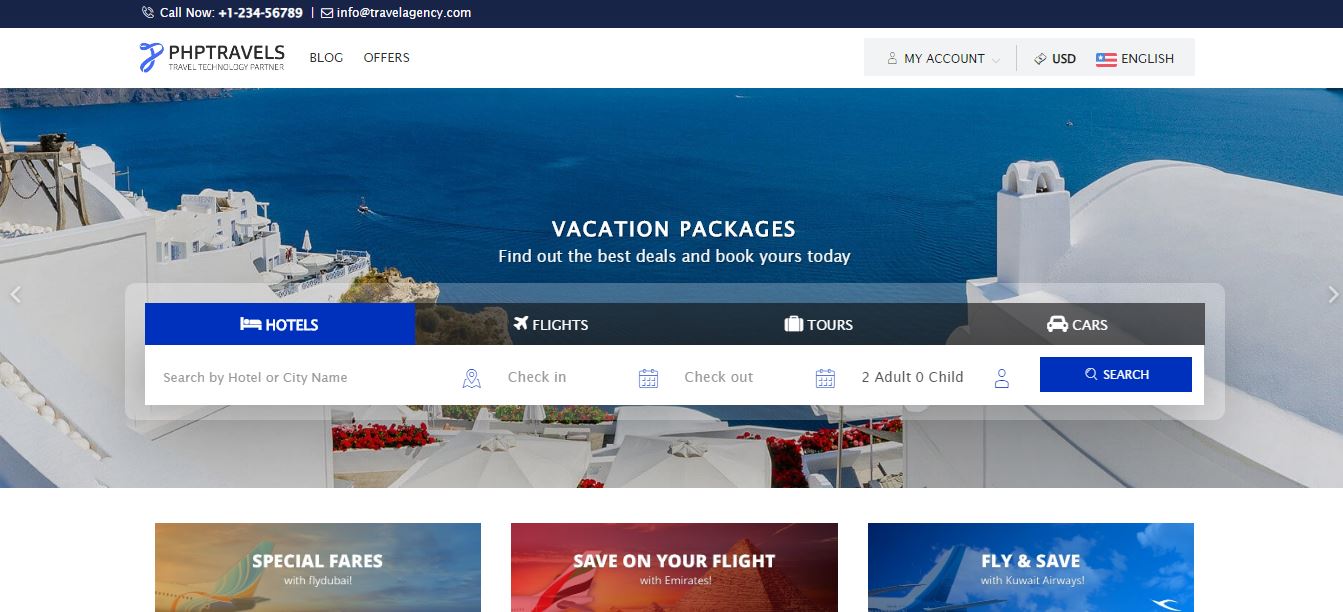 Call Now: +1-234-56789 | info@travelagency.com
PHPTRAVELS
TRAVEL TECHNOLOGY PARTNER
BLOG OFFERS
MY ACCOUNT USD ENGLISH
VACATION PACKAGES
Find out the best deals and book yours today
HOTELS FLIGHTS TOURS CARS
Search by Hotel or City Name Check in Check out 2 Adult 0 Child SEARCH
SPECIAL FARES
with flydubai!
SAVE ON YOUR FLIGHT
with Emirates!
FLY & SAVE
with Kuwait Airways!